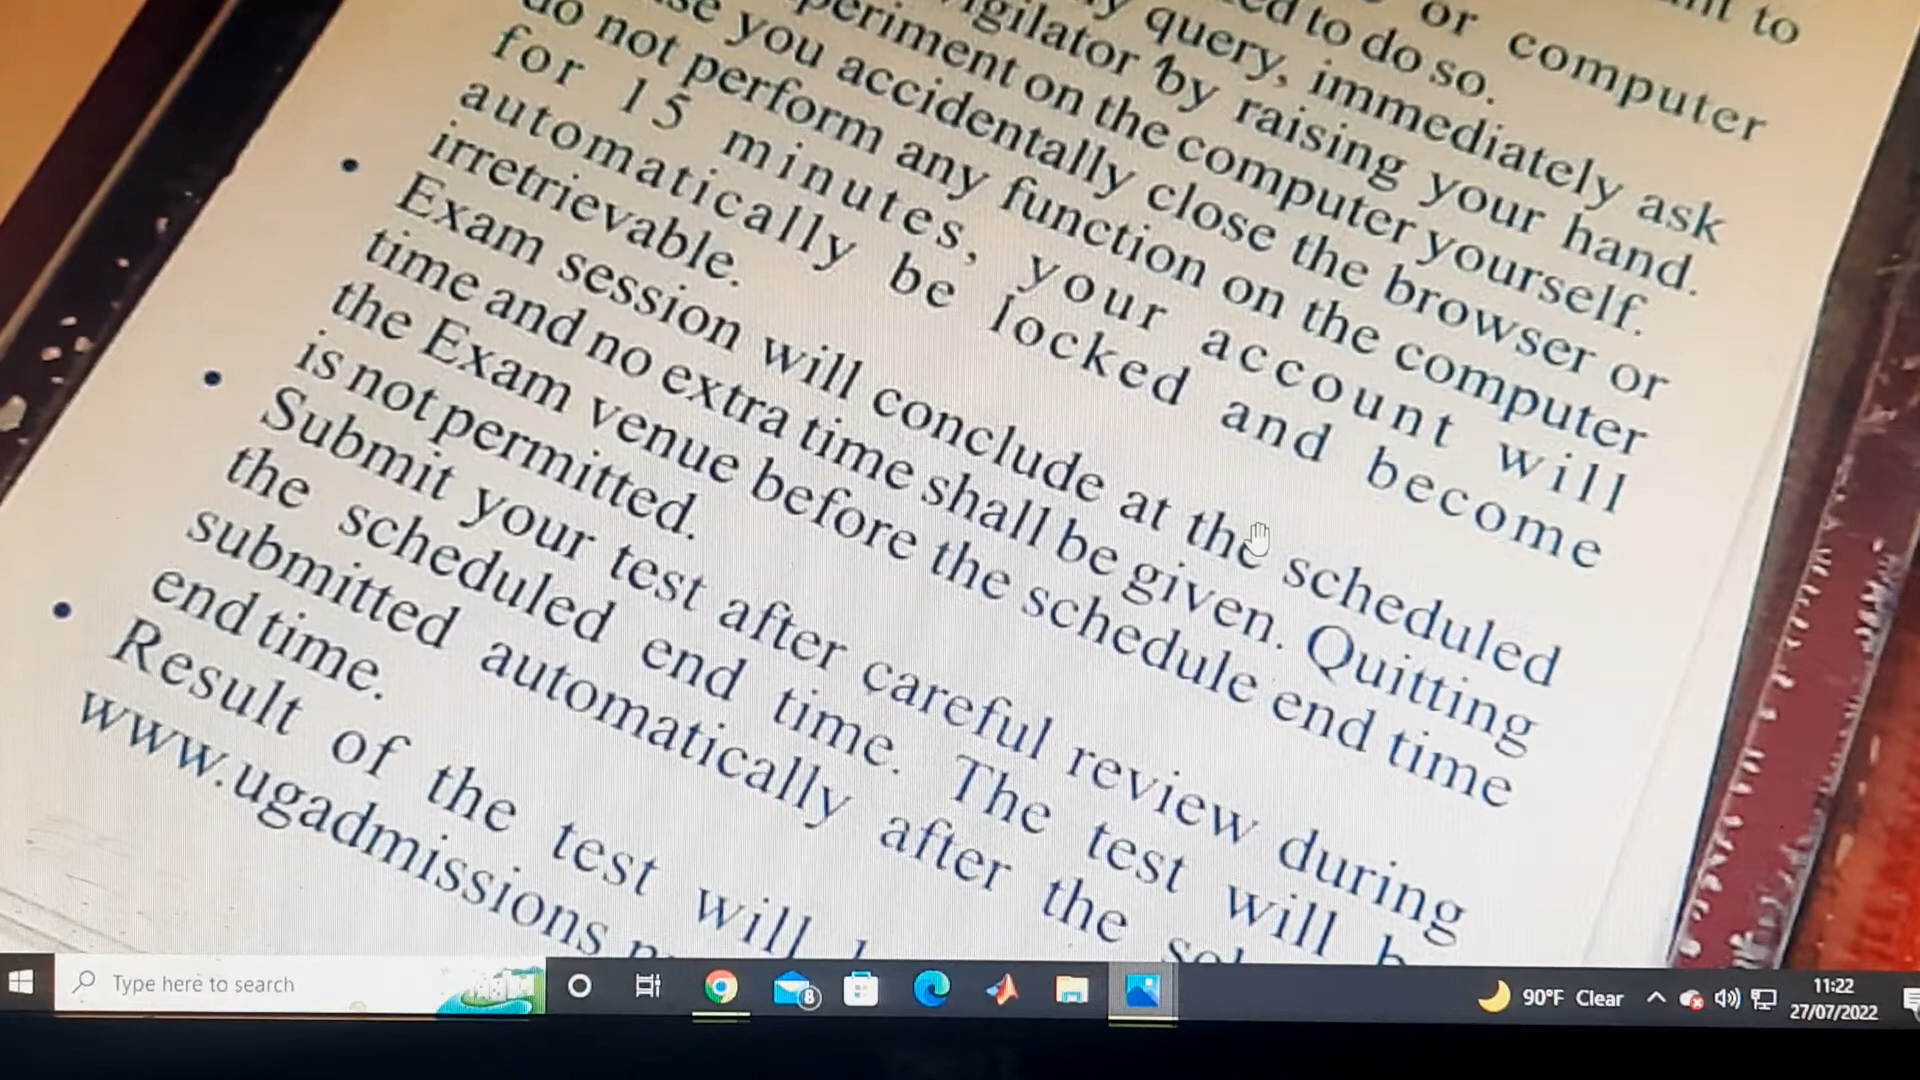 or computer
to
ed to do so.
query, immediately ask
vigilator by raising your hand.
periment on the computer yourself.
you accidentally close the browser or
do not perform any function on the computer
for 15 minutes, your account will
automatically be locked and become
irretrievable.
• Exam session will conclude at the scheduled
time and no extra time shall be given. Quitting
the Exam venue before the schedule end time
is not permitted.
• Submit your test after careful review during
the scheduled end time. The test will
submitted automatically after the
end time.
• Result of the test will
www.ugadmissions
Type here to search
8
90°F Clear
11:22
27/07/2022